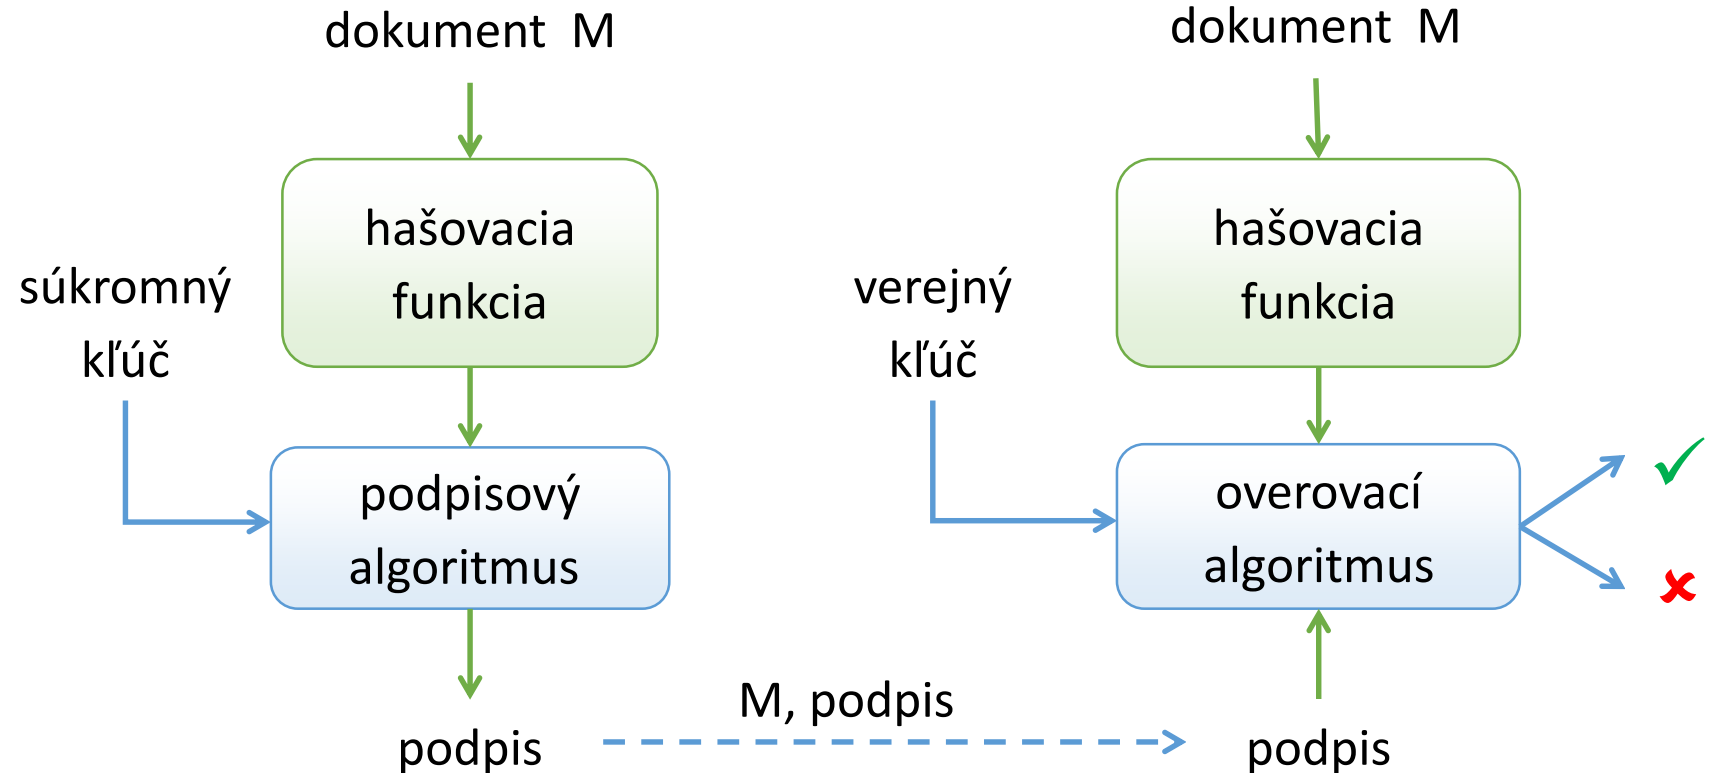 dokument M
hašovacia
funkcia
súkromný
kľúč
podpisový
algoritmus
podpis
M, podpis
dokument M
hašovacia
funkcia
verejný
kľúč
overovací
algoritmus
podpis